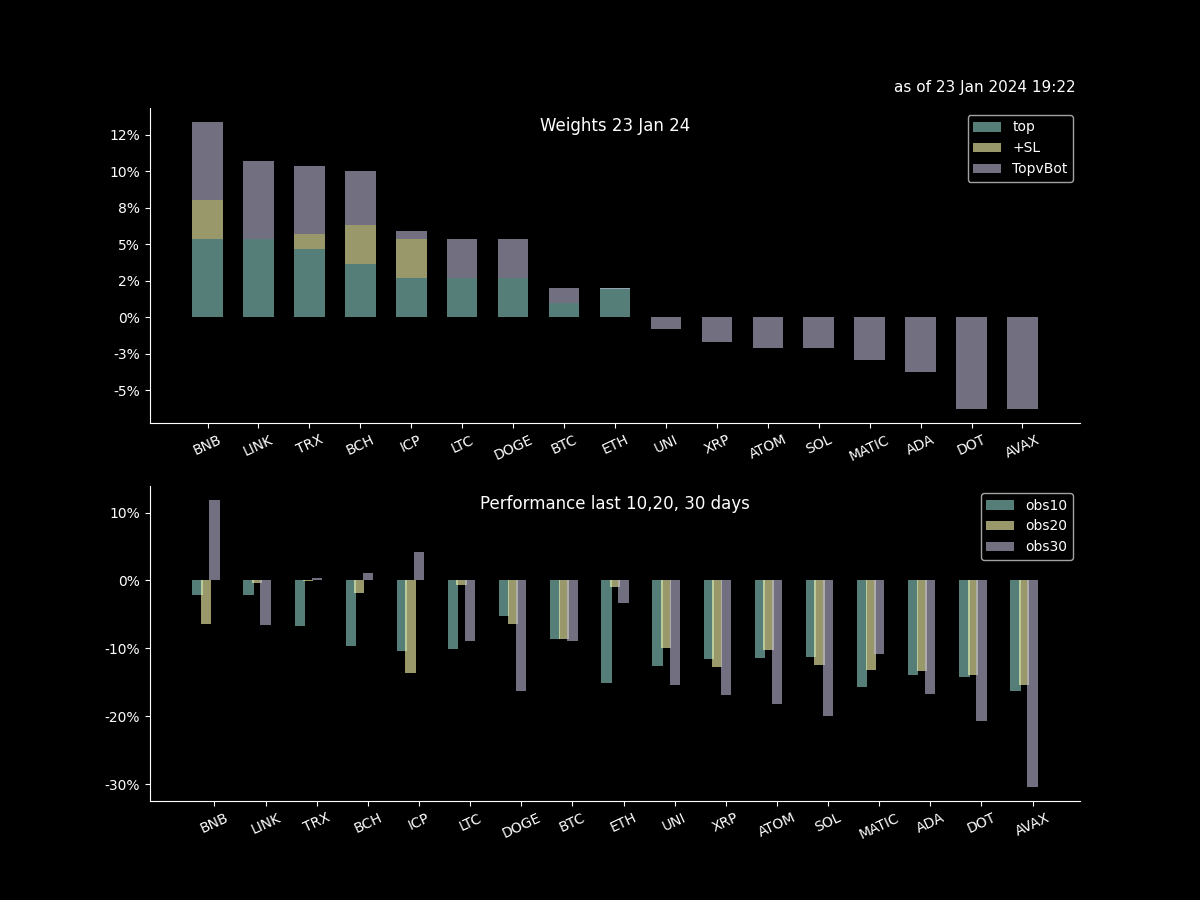 as of 23 Jan 2024 19:22
Weights 23 Jan 24
top
+SL
TopvBot
12%
10%
8%
5%
2%
0%
-3%
-5%
BNB LINK TRX BCH ICP LTC DOGE BTC ETH UNI XRP ATOM SOL MATIC ADA DOT AVAX
Performance last 10,20, 30 days
obs10
obs20
obs30
10%
0%
-10%
-20%
-30%
BNB LINK TRX BCH ICP LTC DOGE BTC ETH UNI XRP ATOM SOL MATIC ADA DOT AVAX